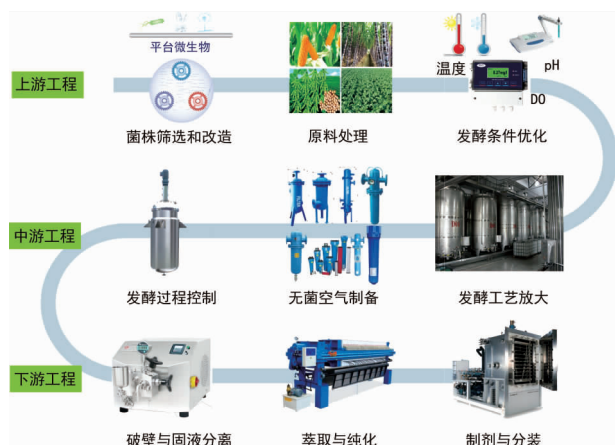 平台微生物
上游工程
温度
pH
DO
菌株筛选和改造
原料处理
发酵条件优化
中游工程
发酵过程控制
无菌空气制备
发酵工艺放大
下游工程
破壁与固液分离
萃取与纯化
制剂与分装